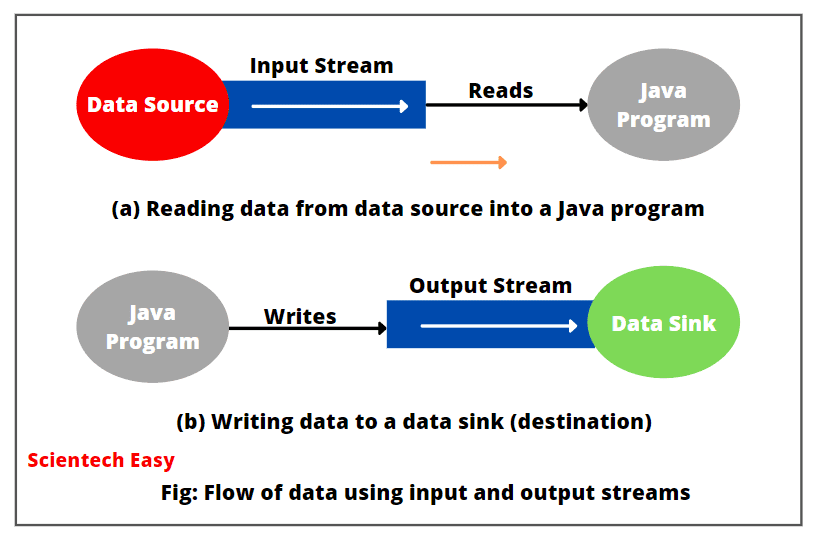 Input Stream
Data Source
Reads
Java
Program
(a) Reading data from data source into a Java program
Output Stream
Java
Program
Writes
Data Sink
(b) Writing data to a data sink (destination)
Scientech Easy
Fig: Flow of data using input and output streams